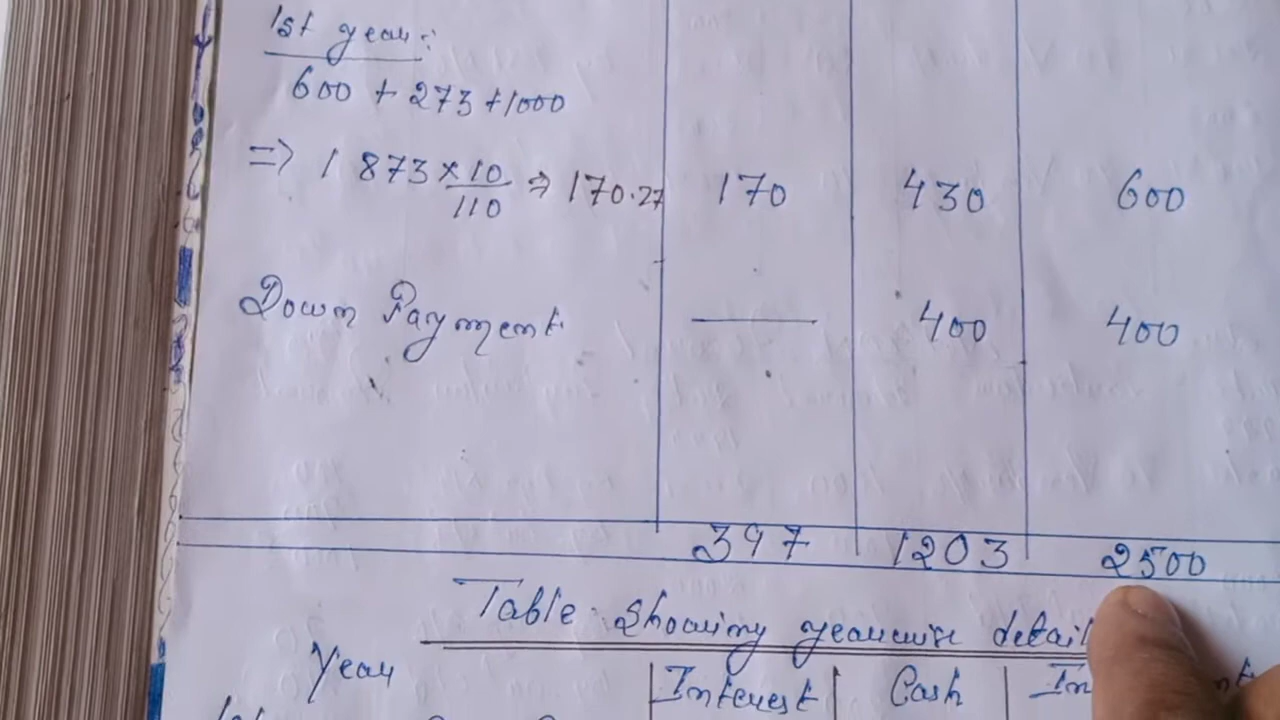 1st year:
600 + 273 + 1000
=> 1873 × 10/110 => 170.27 170 430 600
Down Payment — 400 400
397 1203 2500
Table: Showing yearwise detail
Year Interest Cash